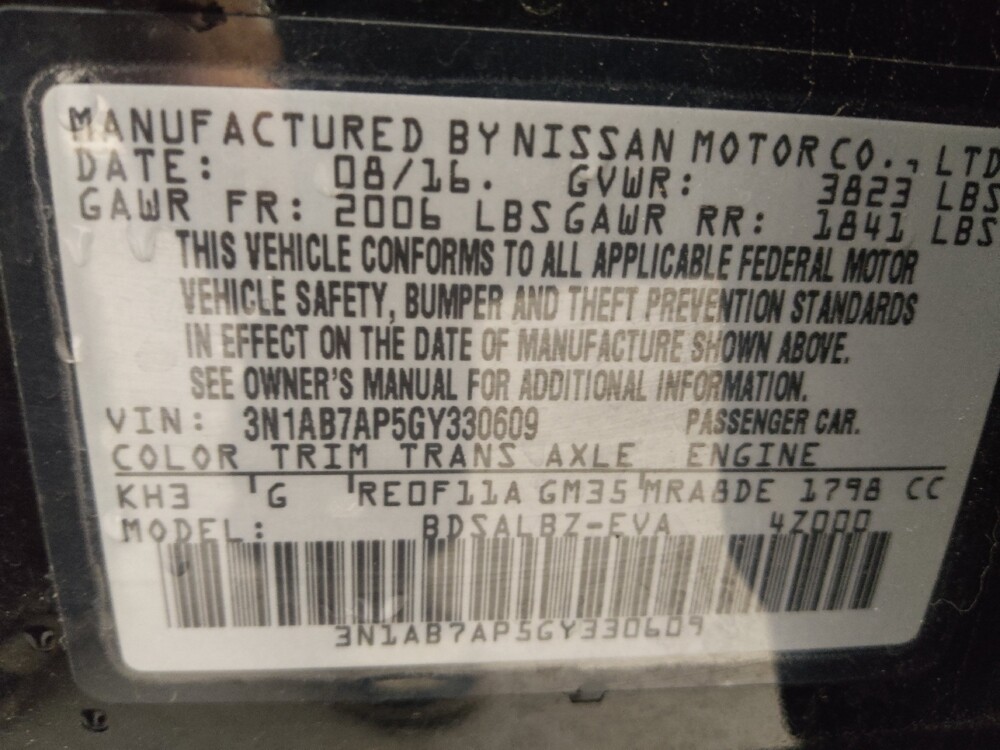 MANUFACTURED BY NISSAN MOTOR CO., LTD
DATE: 08/16. GVWR: 3823 LBS
GAWR FR: 2006 LBS GAWR RR: 1841 LBS
THIS VEHICLE CONFORMS TO ALL APPLICABLE FEDERAL MOTOR
VEHICLE SAFETY, BUMPER AND THEFT PREVENTION STANDARDS
IN EFFECT ON THE DATE OF MANUFACTURE SHOWN ABOVE.
SEE OWNER'S MANUAL FOR ADDITIONAL INFORMATION.
VIN: 3N1AB7AP5GY330609 PASSENGER CAR.
COLOR TRIM TRANS AXLE ENGINE
KH3 G RE0F11A GM35 MRA8DE 1798 CC
MODEL: BDSALBZ-EVA 4Z000
3N1AB7AP5GY330609